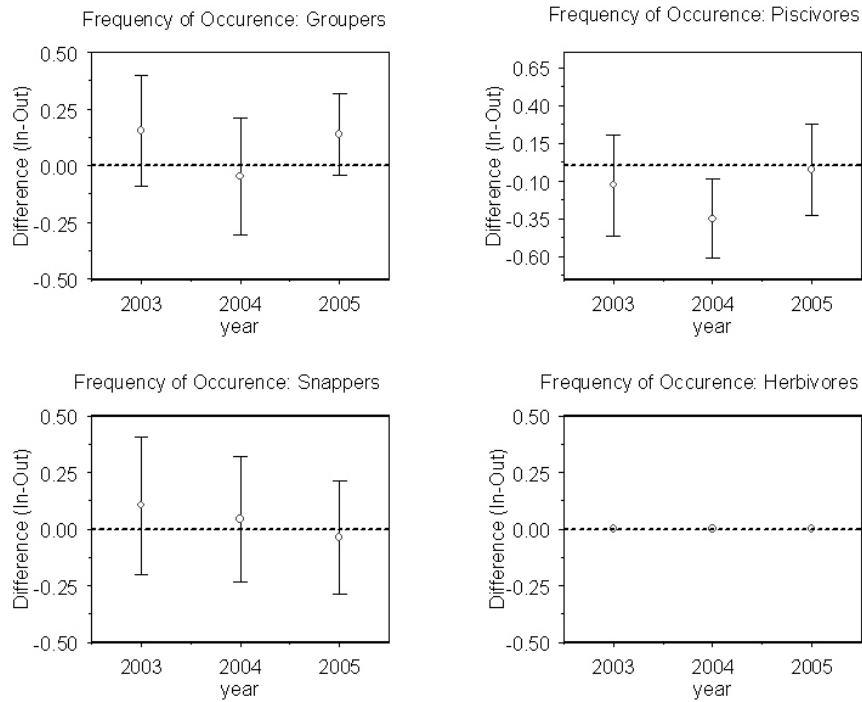 Frequency of Occurence: Groupers
Difference (In-Out)
0.50
0.25
0.00
-0.25
-0.50
2003 2004 2005
year
Frequency of Occurence: Piscivores
Difference (In-Out)
0.65
0.40
0.15
-0.10
-0.35
-0.60
2003 2004 2005
year
Frequency of Occurence: Snappers
Difference (In-Out)
0.50
0.25
0.00
-0.25
-0.50
2003 2004 2005
year
Frequency of Occurence: Herbivores
Difference (In-Out)
0.50
0.25
0.00
-0.25
-0.50
2003 2004 2005
year